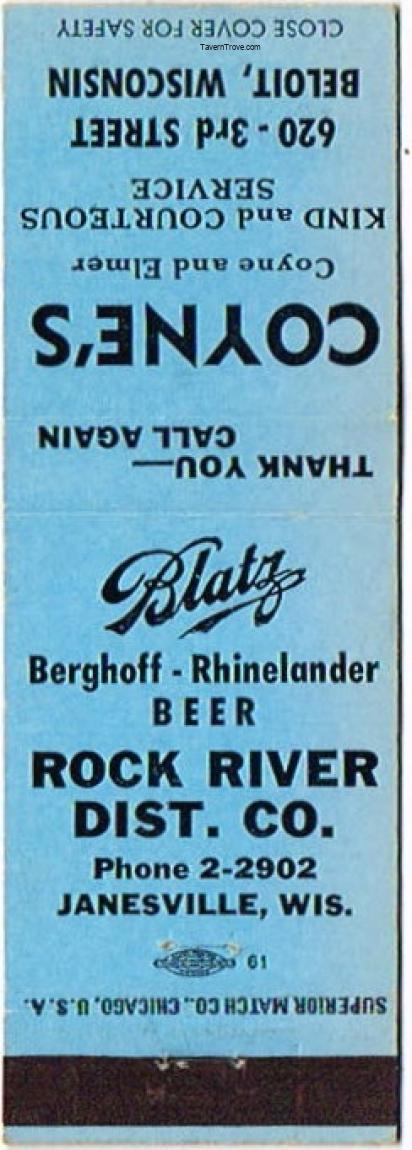 CLOSE COVER FOR SAFETY
TavernTrove.com
BELOIT, WISCONSIN
620 - 3rd STREET
SERVICE
KIND and COURTEOUS
Coyne and Elmer
COYNE'S
CALL AGAIN
THANK YOU—
Blatz
Berghoff - Rhinelander
BEER
ROCK RIVER
DIST. CO.
Phone 2-2902
JANESVILLE, WIS.
61
SUPERIOR MATCH CO., CHICAGO, U.S.A.